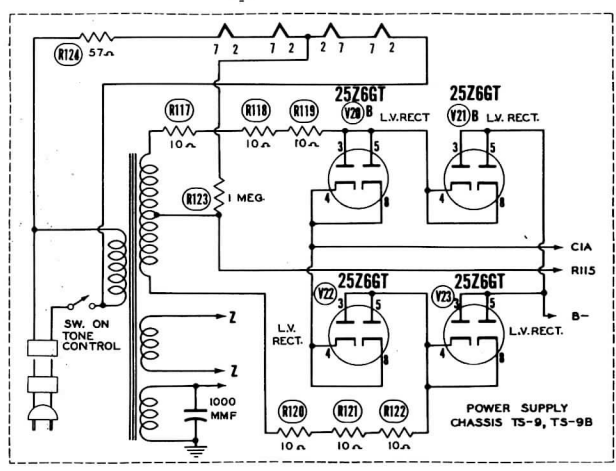 R124
57Ω
7 2 7 2 2 7 7 2
R117
10Ω
R118
10Ω
R119
10Ω
25Z6GT
V20 B
L.V.RECT
3 5
4 8
25Z6GT
V21 B
L.V. RECT.
3 5
4 8
R123
1 MEG.
C1A
R115
B-
SW. ON
TONE
CONTROL
25Z6GT
V22
L.V.
RECT.
3 5
4 8
25Z6GT
V23
L.V.RECT.
3 5
4 8
Z
Z
1000
MMF
R120
10Ω
R121
10Ω
R122
10Ω
POWER SUPPLY
CHASSIS TS-9, TS-9B